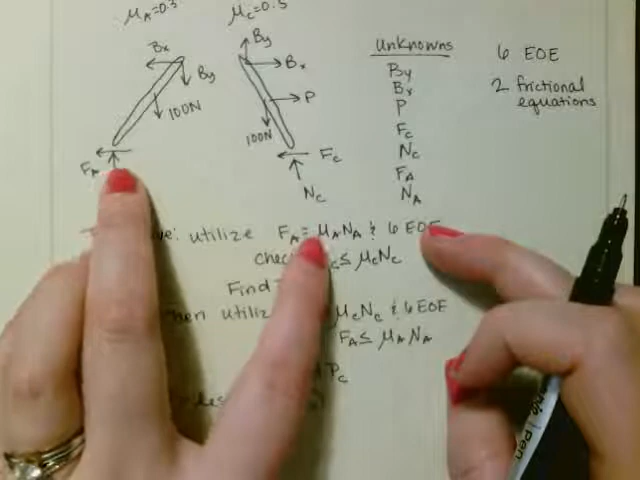 μA=0.3 μC=0.5
Bx
By
100N
FA
By
Bx
P
100N
FC
NC
Unknowns
By
Bx
P
FC
NC
FA
NA
6 EOE
2 frictional
equations
utilize FA = μANA & 6 EOE
≤ μCNC
Find
Then μCNC & 6 EOE
FA ≤ μANA
PC